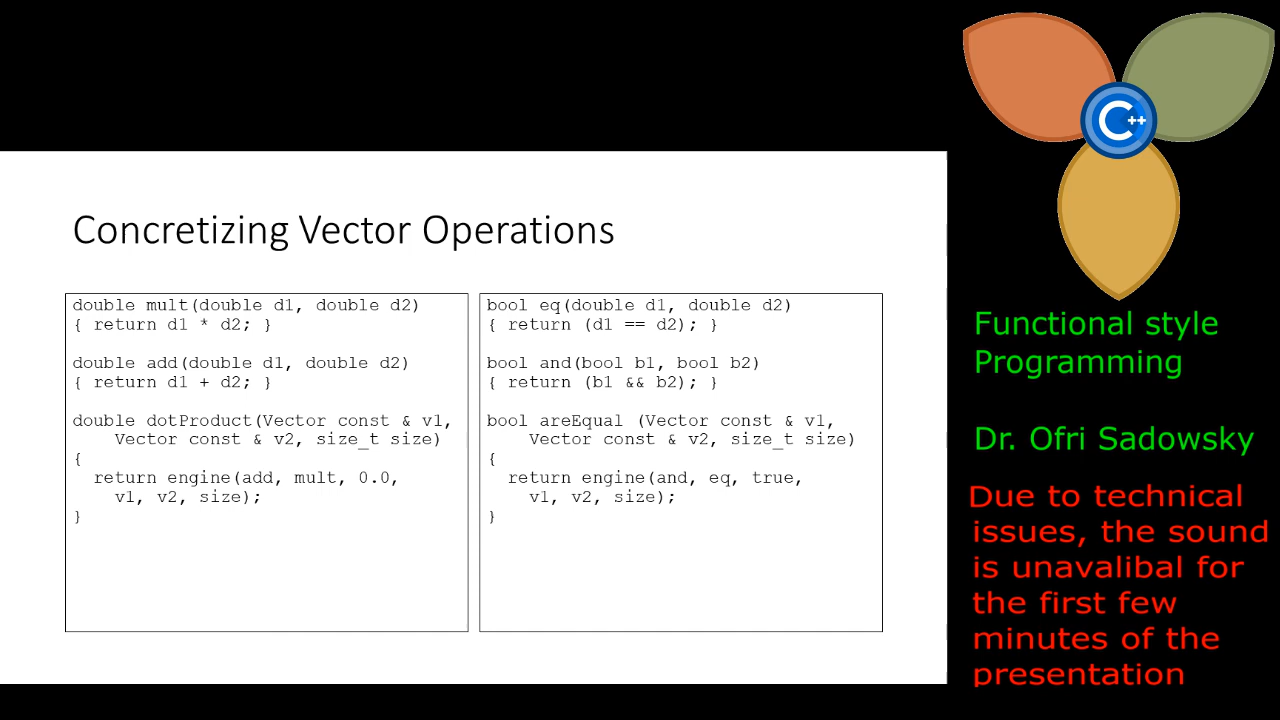 Concretizing Vector Operations
double mult(double d1, double d2)
{ return d1 * d2; }
double add(double d1, double d2)
{ return d1 + d2; }
double dotProduct(Vector const & v1,
Vector const & v2, size_t size)
{
return engine(add, mult, 0.0,
v1, v2, size);
}
bool eq(double d1, double d2)
{ return (d1 == d2); }
bool and(bool b1, bool b2)
{ return (b1 && b2); }
bool areEqual (Vector const & v1,
Vector const & v2, size_t size)
{
return engine(and, eq, true,
v1, v2, size);
}
C++
Functional style
Programming
Dr. Ofri Sadowsky
Due to technical
issues, the sound
is unavalibal for
the first few
minutes of the
presentation